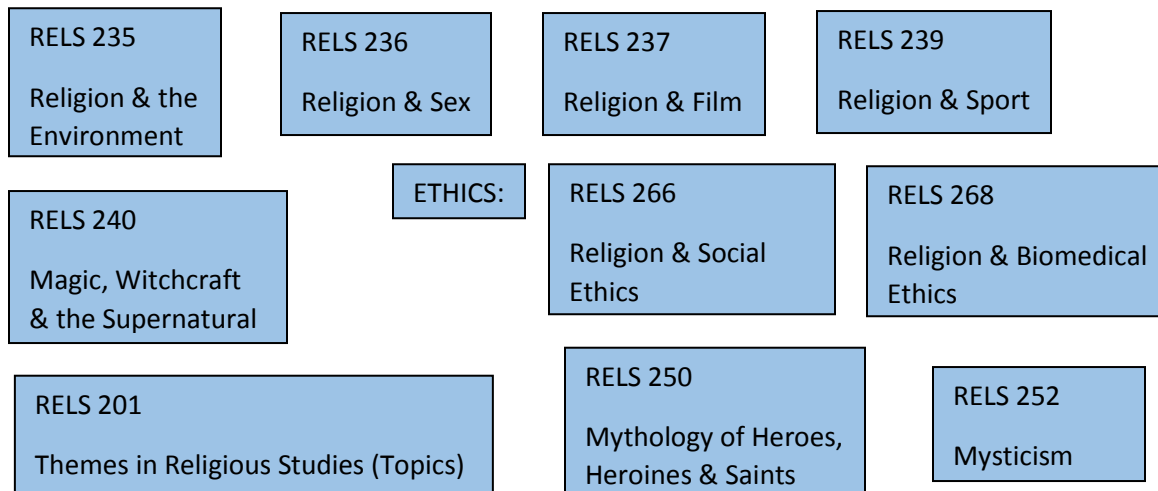 RELS 235
Religion & the
Environment
RELS 236
Religion & Sex
RELS 237
Religion & Film
RELS 239
Religion & Sport
RELS 240
Magic, Witchcraft
& the Supernatural
ETHICS:
RELS 266
Religion & Social
Ethics
RELS 268
Religion & Biomedical
Ethics
RELS 201
Themes in Religious Studies (Topics)
RELS 250
Mythology of Heroes,
Heroines & Saints
RELS 252
Mysticism